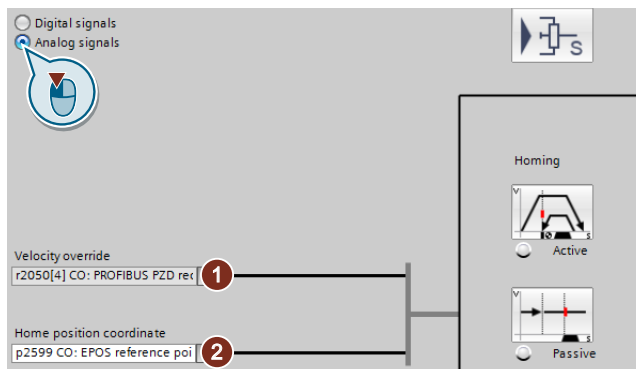 Digital signals
Analog signals
S
Homing
V
S
Active
Velocity override
r2050[4] CO: PROFIBUS PZD rec
1
V
Home position coordinate
p2599 CO: EPOS reference poi
2
S
Passive